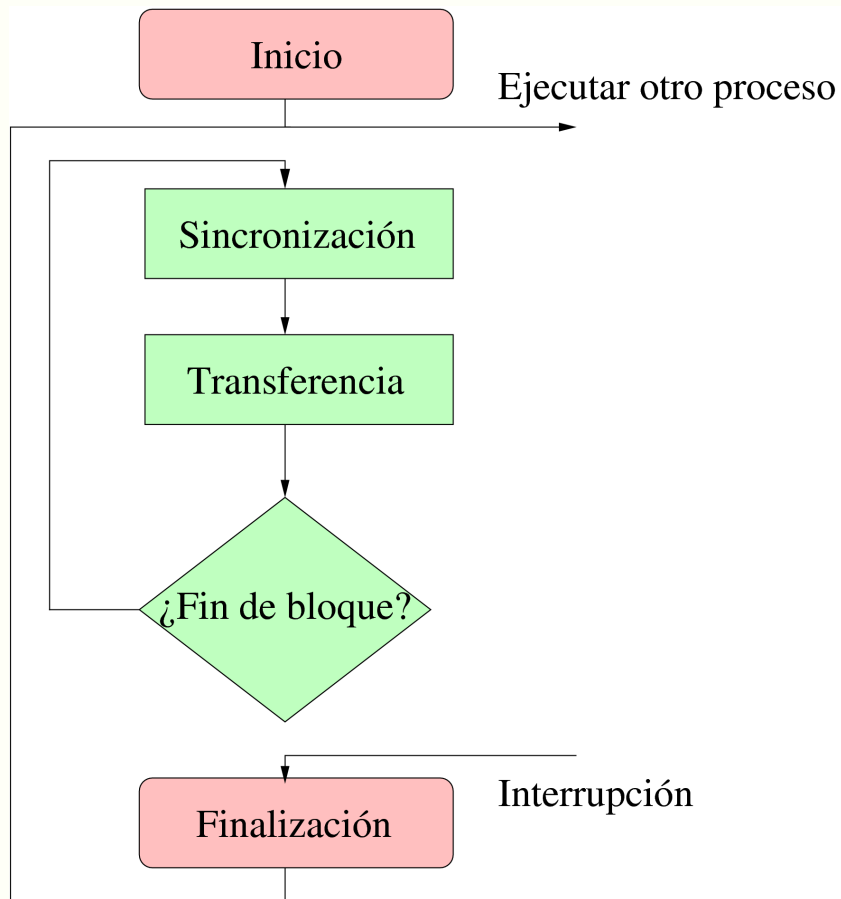 Inicio
Ejecutar otro proceso
Sincronización
Transferencia
¿Fin de bloque?
Interrupción
Finalización